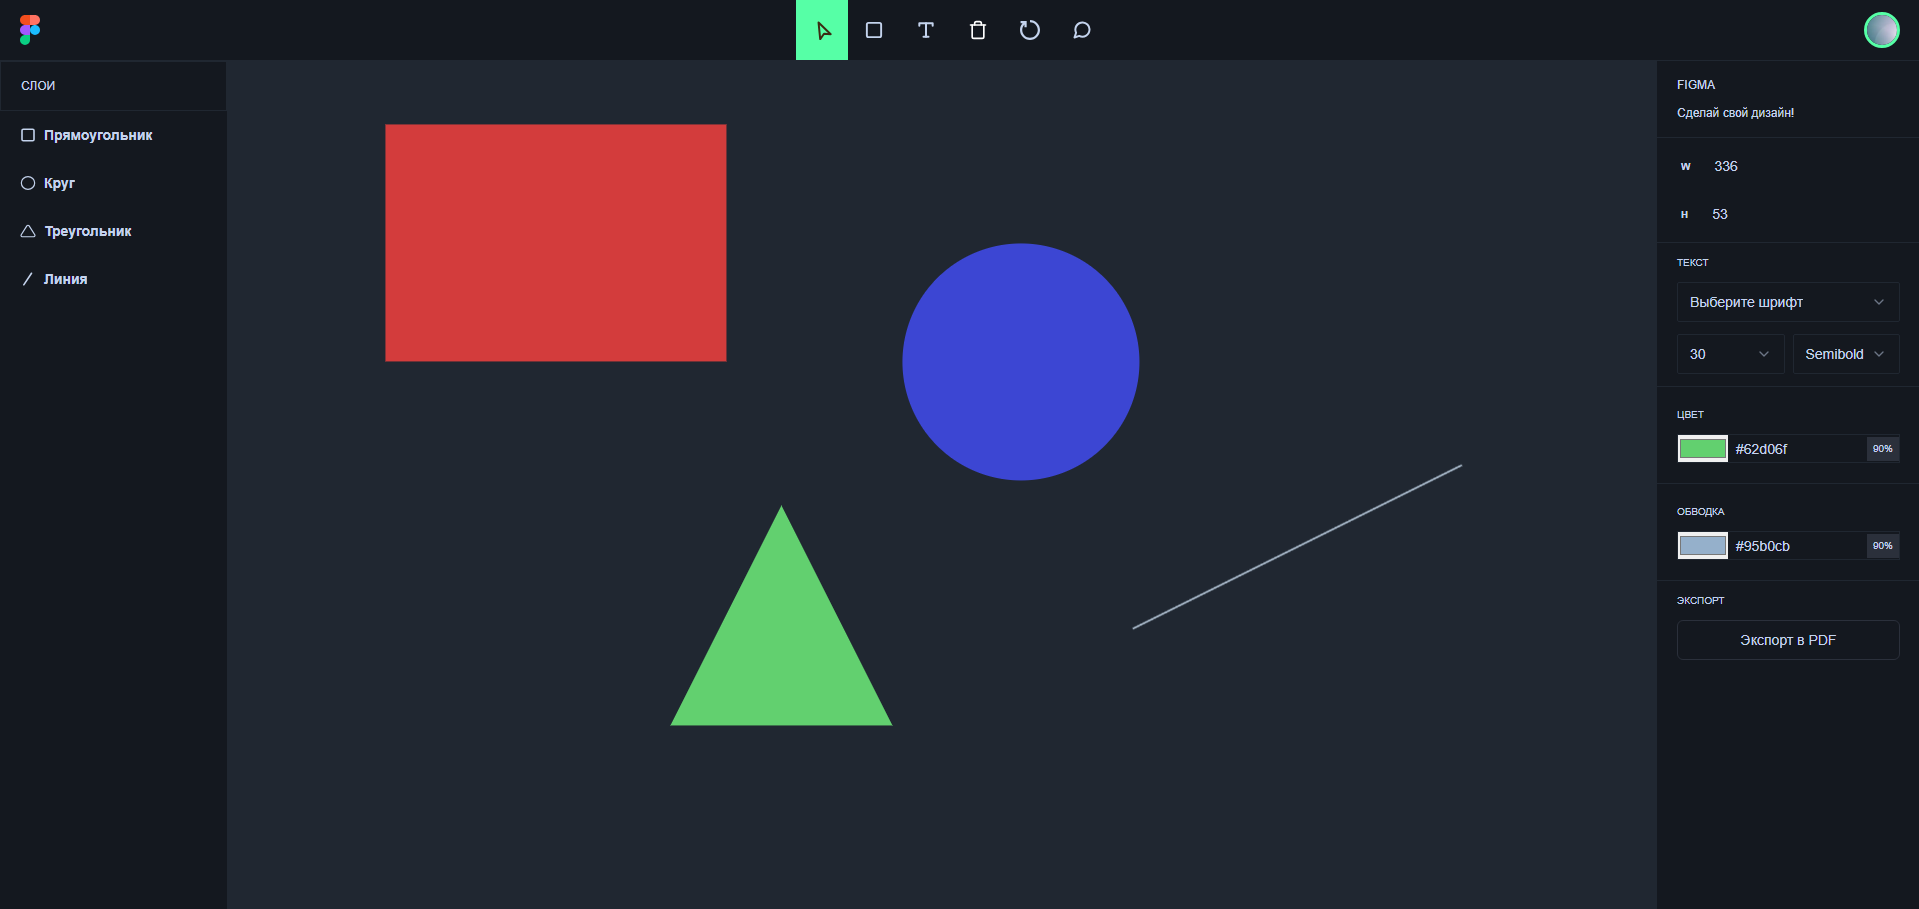 СЛОИ
Прямоугольник
Круг
Треугольник
Линия
FIGMA
Сделай свой дизайн!
W 336
H 53
ТЕКСТ
Выберите шрифт
30 Semibold
ЦВЕТ
#62d06f 90%
ОБВОДКА
#95b0cb 90%
ЭКСПОРТ
Экспорт в PDF